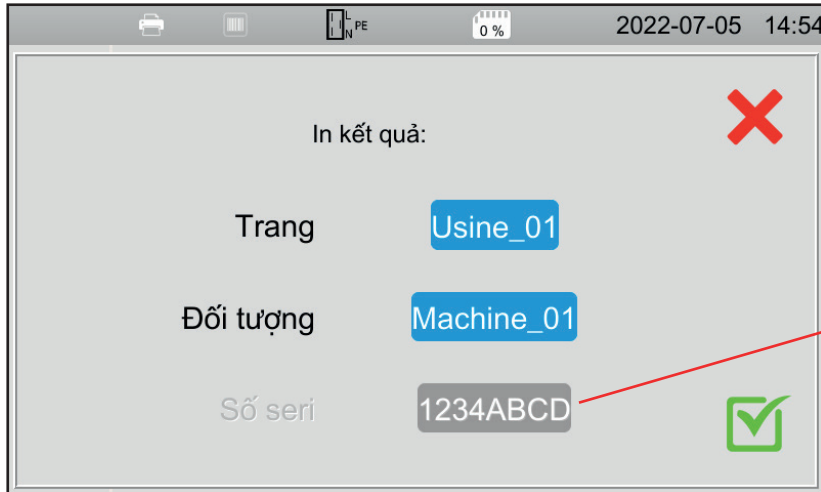 L N PE 0 % 2022-07-05 14:54
In kết quả:
Trang Usine_01
Đối tượng Machine_01
Số seri 1234ABCD